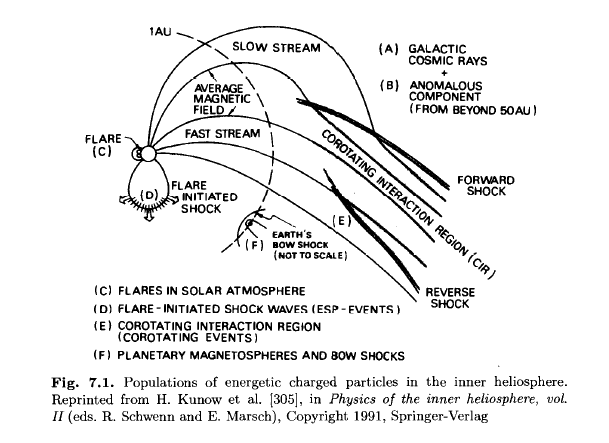 1AU
SLOW STREAM
(A) GALACTIC
COSMIC RAYS
+
(B) ANOMALOUS
COMPONENT
(FROM BEYOND 50AU)
AVERAGE
MAGNETIC
FIELD
FLARE
(C)
FAST STREAM
COROTATING INTERACTION REGION (CIR)
FORWARD
SHOCK
(D)
FLARE
INITIATED
SHOCK
(E)
EARTH'S
BOW SHOCK
(NOT TO SCALE)
(F)
REVERSE
SHOCK
(C) FLARES IN SOLAR ATMOSPHERE
(D) FLARE-INITIATED SHOCK WAVES (ESP-EVENTS)
(E) COROTATING INTERACTION REGION
(COROTATING EVENTS)
(F) PLANETARY MAGNETOSPHERES AND BOW SHOCKS
Fig. 7.1. Populations of energetic charged particles in the inner heliosphere.
Reprinted from H. Kunow et al. [305], in Physics of the inner heliosphere, vol.
II (eds. R. Schwenn and E. Marsch), Copyright 1991, Springer-Verlag